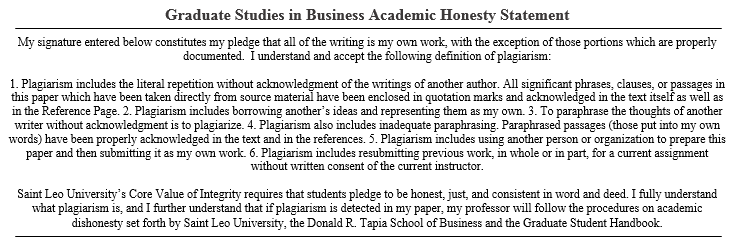 Graduate Studies in Business Academic Honesty Statement
My signature entered below constitutes my pledge that all of the writing is my own work, with the exception of those portions which are properly
documented.  I understand and accept the following definition of plagiarism:
1. Plagiarism includes the literal repetition without acknowledgment of the writings of another author. All significant phrases, clauses, or passages in
this paper which have been taken directly from source material have been enclosed in quotation marks and acknowledged in the text itself as well as
in the Reference Page. 2. Plagiarism includes borrowing another's ideas and representing them as my own. 3. To paraphrase the thoughts of another
writer without acknowledgment is to plagiarize. 4. Plagiarism also includes inadequate paraphrasing. Paraphrased passages (those put into my own
words) have been properly acknowledged in the text and in the references. 5. Plagiarism includes using another person or organization to prepare this
paper and then submitting it as my own work. 6. Plagiarism includes resubmitting previous work, in whole or in part, for a current assignment
without written consent of the current instructor.
Saint Leo University's Core Value of Integrity requires that students pledge to be honest, just, and consistent in word and deed. I fully understand
what plagiarism is, and I further understand that if plagiarism is detected in my paper, my professor will follow the procedures on academic
dishonesty set forth by Saint Leo University, the Donald R. Tapia School of Business and the Graduate Student Handbook.